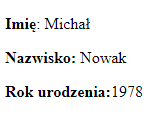 Imię: Michał
Nazwisko: Nowak
Rok urodzenia:1978